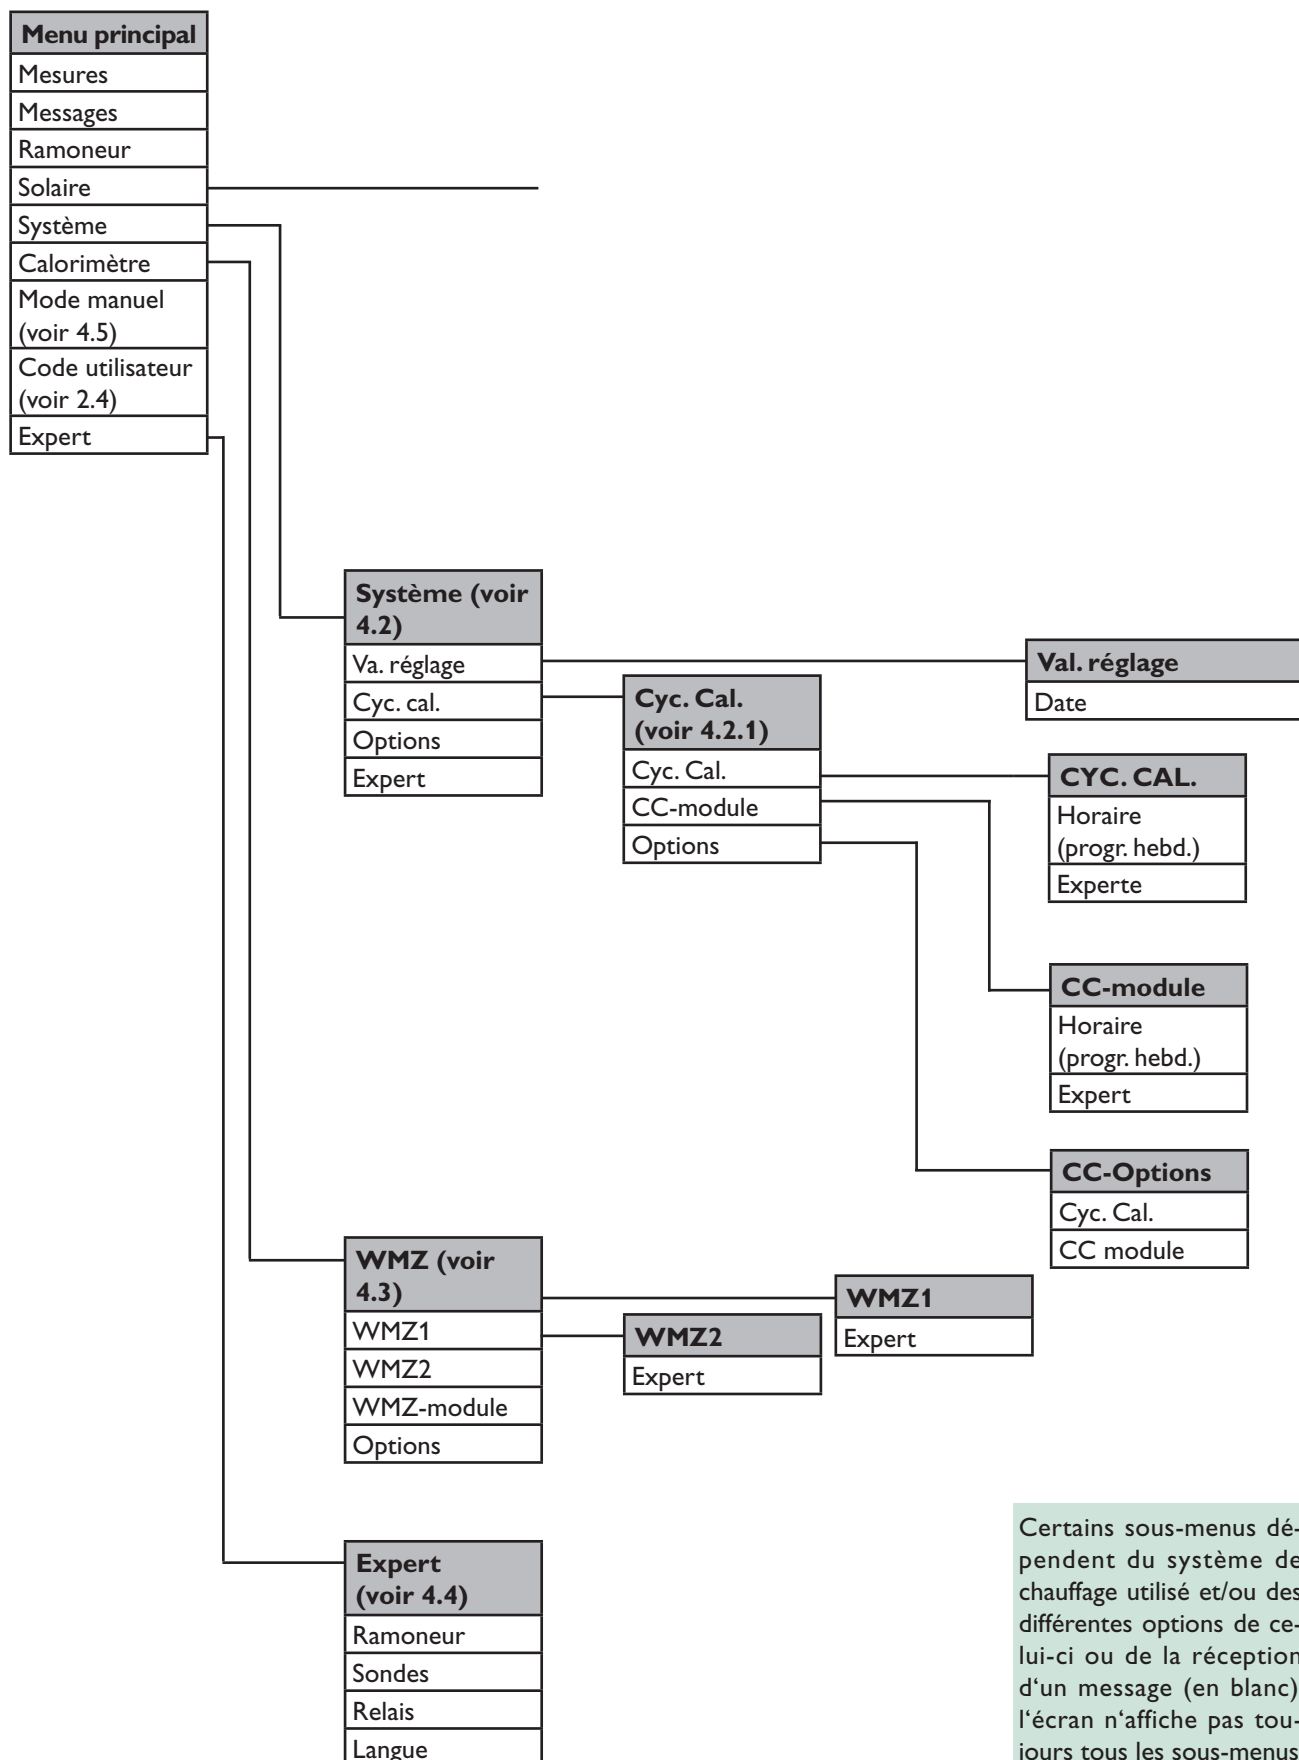 Menu principal
Mesures
Messages
Ramoneur
Solaire
Système
Calorimètre
Mode manuel
(voir 4.5)
Code utilisateur
(voir 2.4)
Expert
Système (voir
4.2)
Va. réglage
Cyc. cal.
Options
Expert
Cyc. Cal.
(voir 4.2.1)
Cyc. Cal.
CC-module
Options
Val. réglage
Date
CYC. CAL.
Horaire
(progr. hebd.)
Experte
CC-module
Horaire
(progr. hebd.)
Expert
CC-Options
Cyc. Cal.
CC module
WMZ (voir
4.3)
WMZ1
WMZ2
WMZ-module
Options
WMZ2
Expert
WMZ1
Expert
Expert
(voir 4.4)
Ramoneur
Sondes
Relais
Langue
Certains sous-menus dé-
pendent du système de
chauffage utilisé et/ou des
différentes options de ce-
lui-ci ou de la réception
d‘un message (en blanc)
l‘écran n‘affiche pas tou-
jours tous les sous-menus